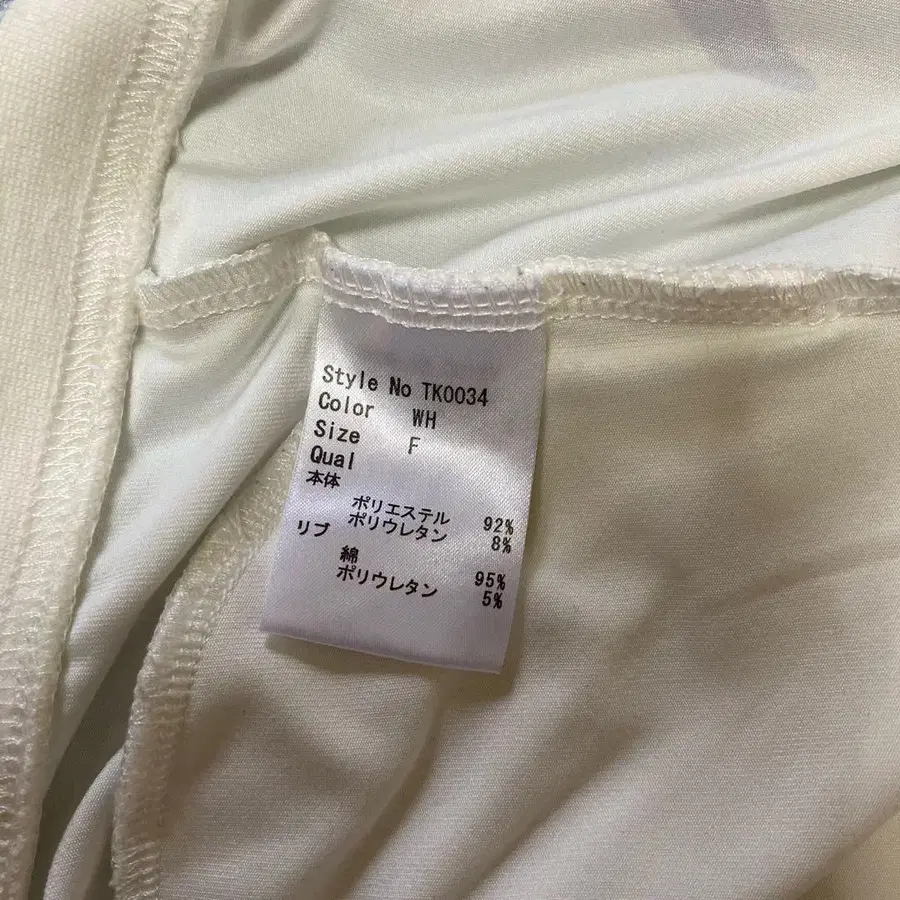 Style No TK0034
Color WH
Size F
Qual
本体
ポリエステル 92%
ポリウレタン 8%
リブ
綿 95%
ポリウレタン 5%